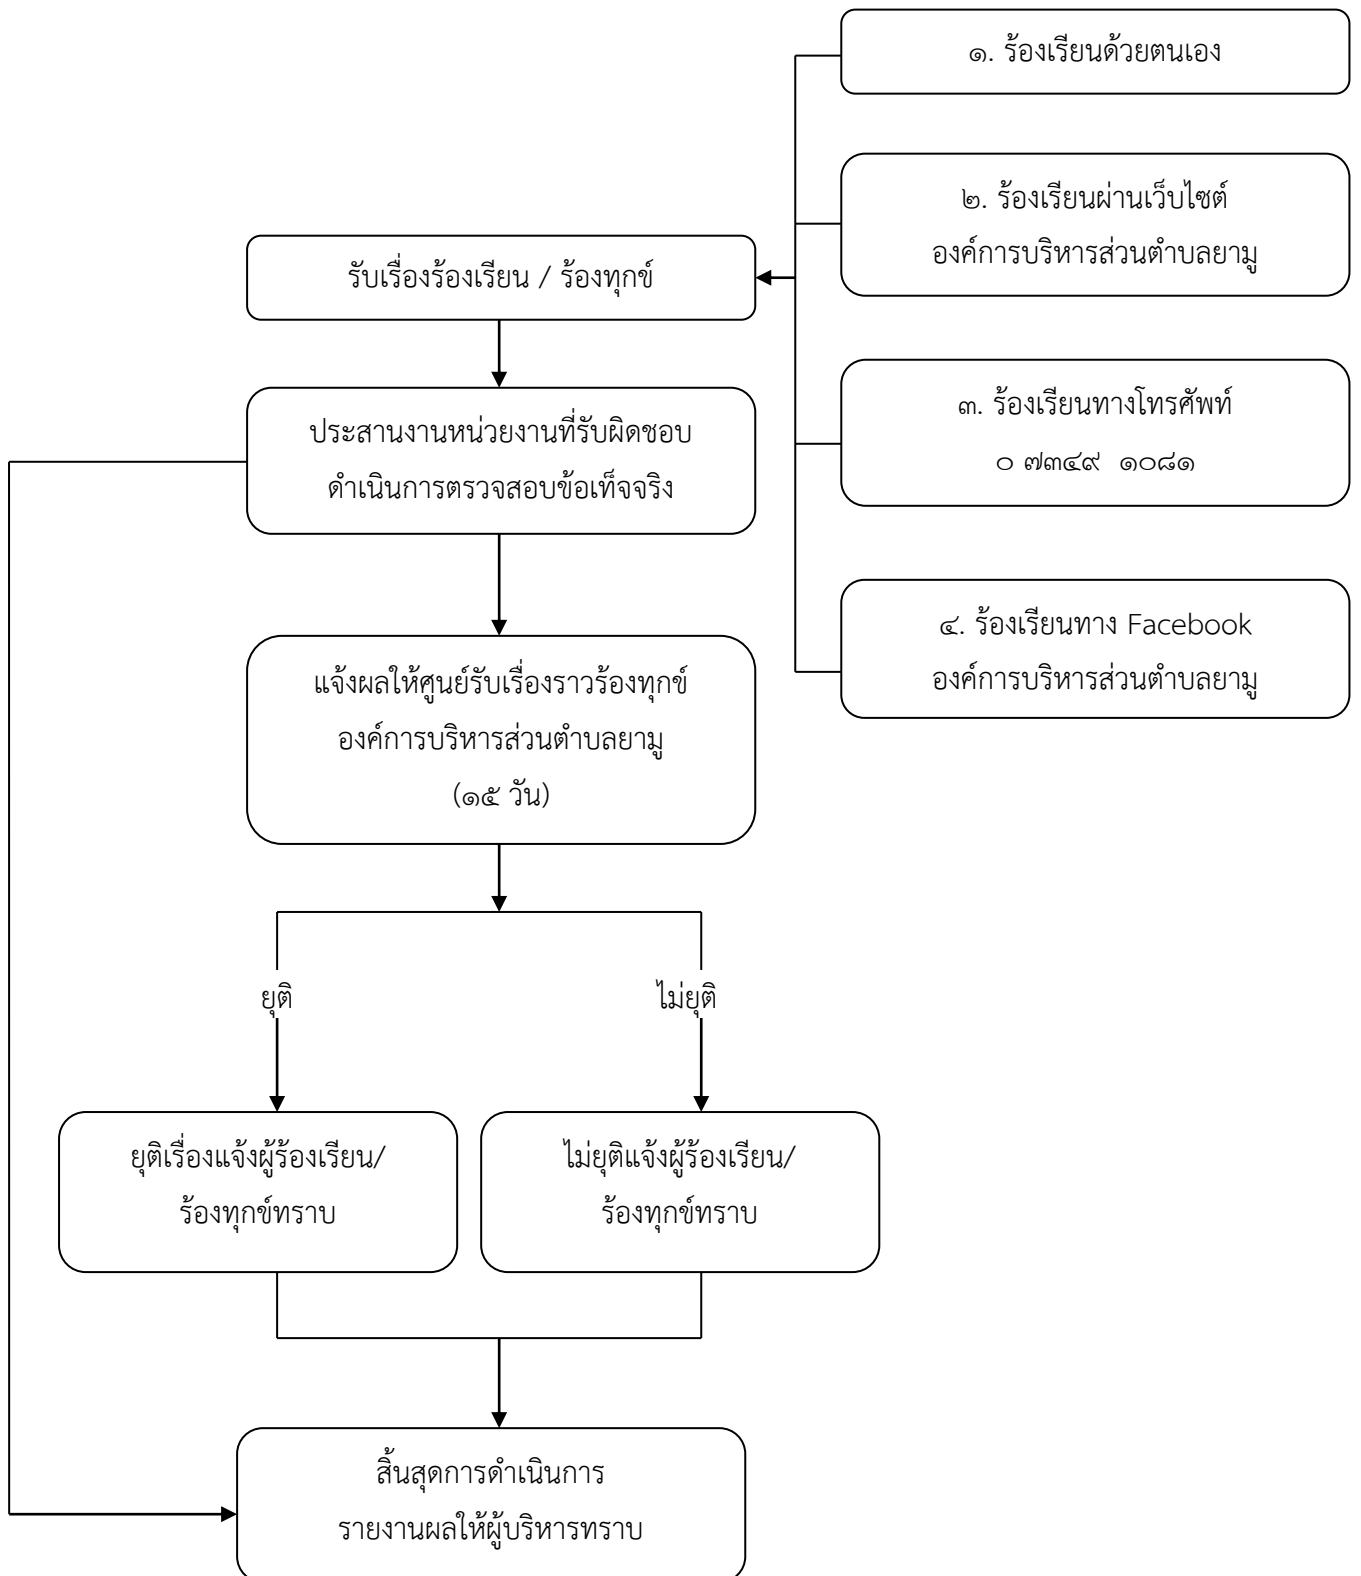 ๑. ร้องเรียนด้วยตนเอง
๒. ร้องเรียนผ่านเว็บไซต์
องค์การบริหารส่วนตำบลยามู
รับเรื่องร้องเรียน / ร้องทุกข์
๓. ร้องเรียนทางโทรศัพท์
๐ ๗๓๔๙ ๑๐๘๑
ประสานงานหน่วยงานที่รับผิดชอบ
ดำเนินการตรวจสอบข้อเท็จจริง
๔. ร้องเรียนทาง Facebook
องค์การบริหารส่วนตำบลยามู
แจ้งผลให้ศูนย์รับเรื่องราวร้องทุกข์
องค์การบริหารส่วนตำบลยามู
(๑๕ วัน)
ยุติ
ไม่ยุติ
ยุติเรื่องแจ้งผู้ร้องเรียน/
ร้องทุกข์ทราบ
ไม่ยุติแจ้งผู้ร้องเรียน/
ร้องทุกข์ทราบ
สิ้นสุดการดำเนินการ
รายงานผลให้ผู้บริหารทราบ